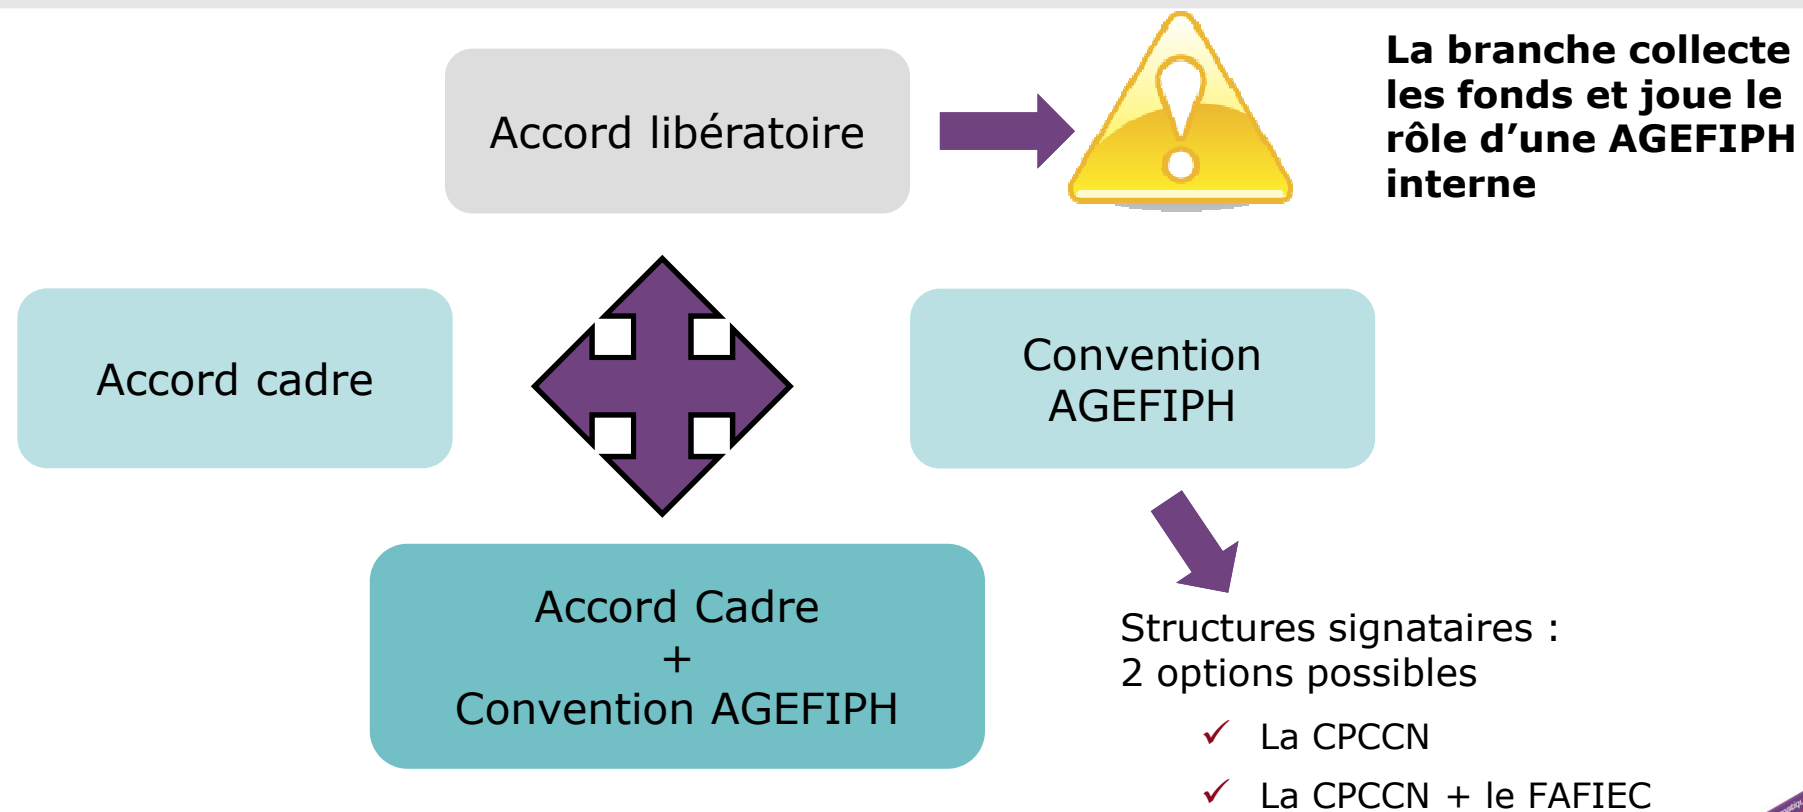 Accord libératoire
La branche collecte
les fonds et joue le
rôle d’une AGEFIPH
interne
Accord cadre
Convention
AGEFIPH
Accord Cadre
+
Convention AGEFIPH
Structures signataires :
2 options possibles
✓ La CPCCN
✓ La CPCCN + le FAFIEC